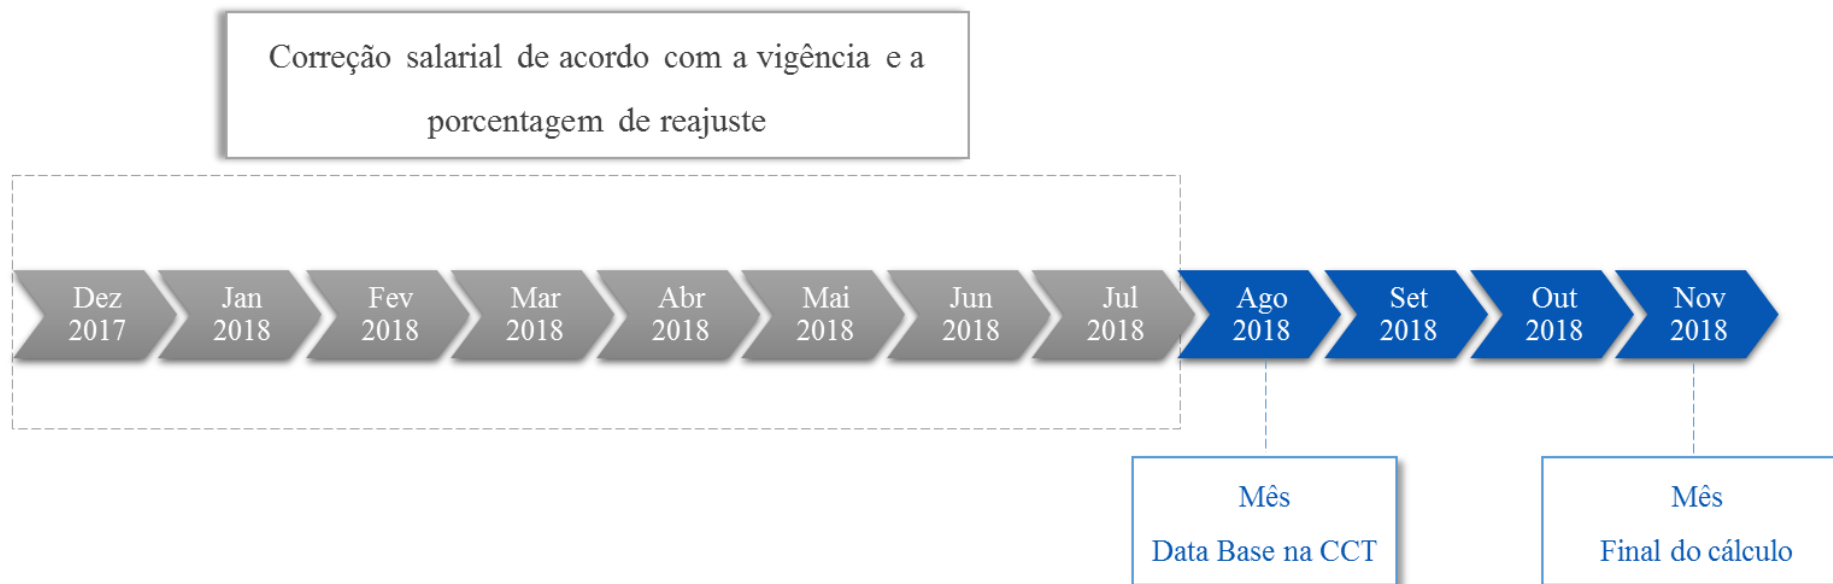 Correção salarial de acordo com a vigência e a
porcentagem de reajuste
Dez
2017
Jan
2018
Fev
2018
Mar
2018
Abr
2018
Mai
2018
Jun
2018
Jul
2018
Ago
2018
Set
2018
Out
2018
Nov
2018
Mês
Data Base na CCT
Mês
Final do cálculo